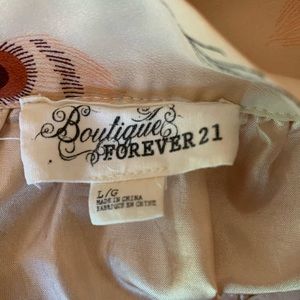 Boutique
FOREVER 21
L/G
MADE IN CHINA
FABRIQUÉ EN CHINE